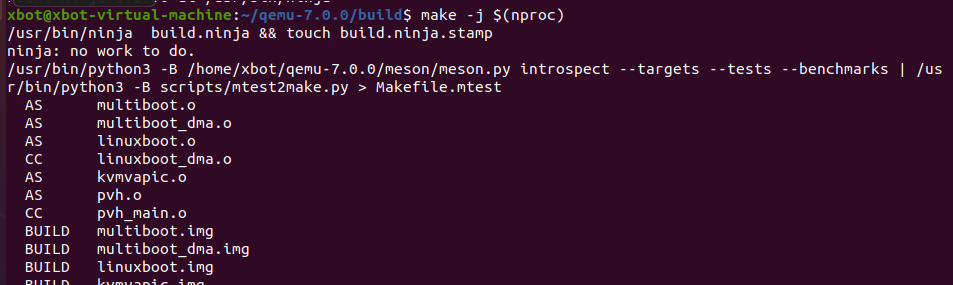 xbot@xbot-virtual-machine:~/qemu-7.0.0/build$ make -j $(nproc)
/usr/bin/ninja  build.ninja && touch build.ninja.stamp
ninja: no work to do.
/usr/bin/python3 -B /home/xbot/qemu-7.0.0/meson/meson.py introspect --targets --tests --benchmarks | /us
r/bin/python3 -B scripts/mtest2make.py > Makefile.mtest
  AS      multiboot.o
  AS      multiboot_dma.o
  AS      linuxboot.o
  CC      linuxboot_dma.o
  AS      kvmvapic.o
  AS      pvh.o
  CC      pvh_main.o
  BUILD   multiboot.img
  BUILD   multiboot_dma.img
  BUILD   linuxboot.img
  BUILD   kvmvapic.img